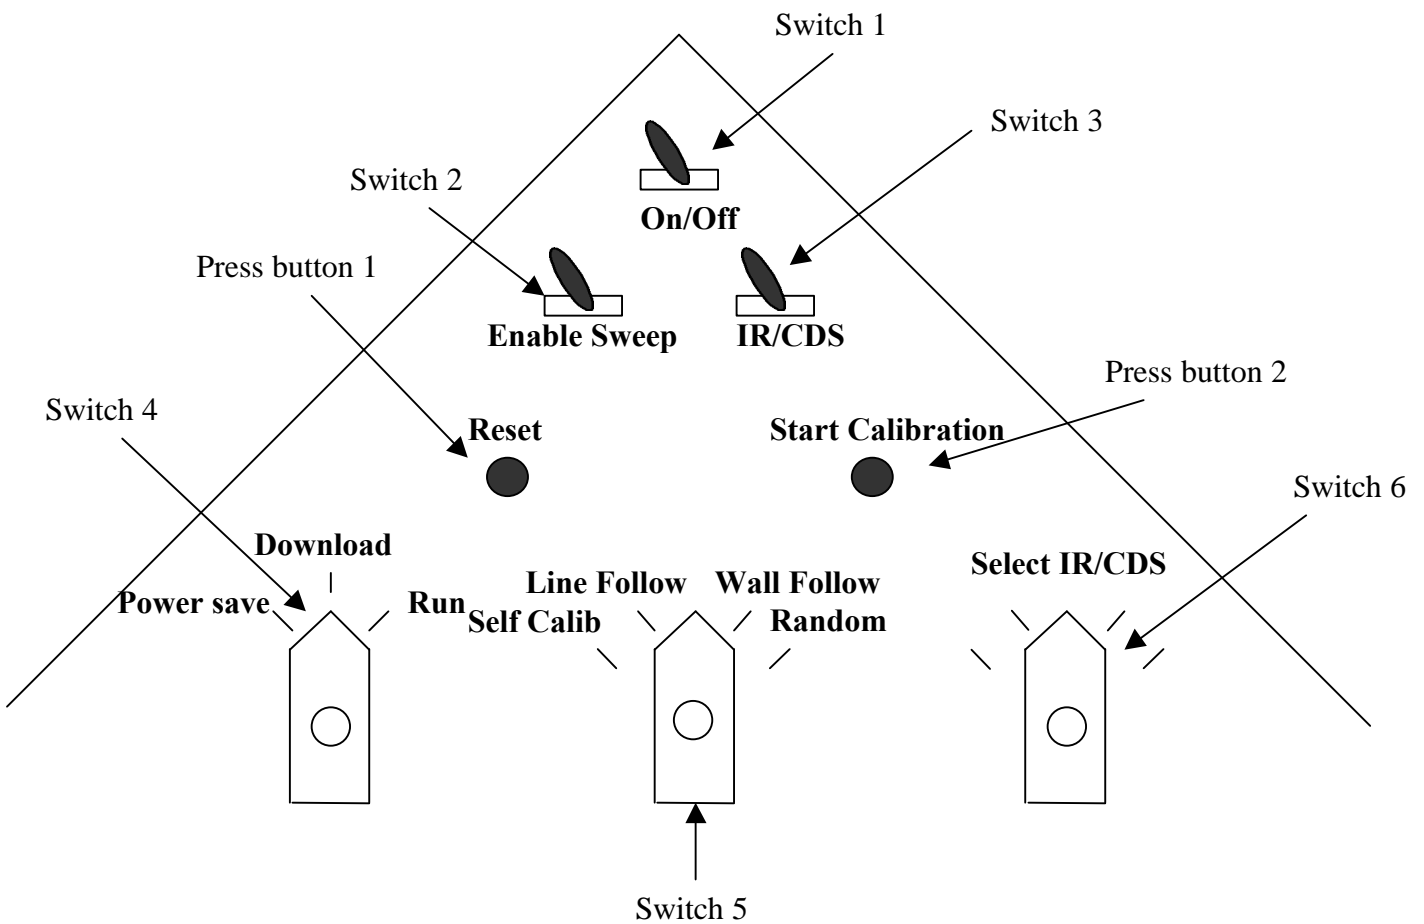 Switch 1
Switch 3
Switch 2
On/Off
Press button 1
Enable Sweep
IR/CDS
Press button 2
Switch 4
Reset
Start Calibration
Switch 6
Download
Select IR/CDS
Line Follow
Wall Follow
Power save
Run
Self Calib
Random
Switch 5